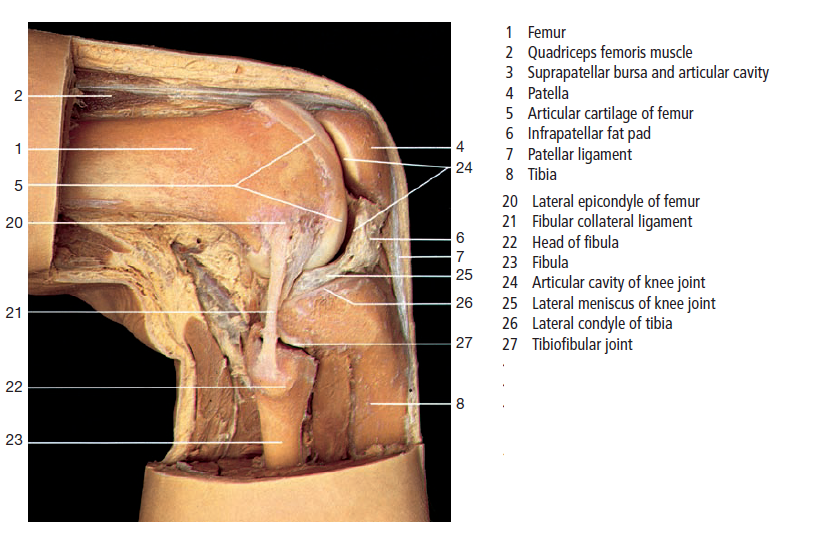 2
1
5
20
21
22
23
4
24
6
7
25
26
27
8
1 Femur
2 Quadriceps femoris muscle
3 Suprapatellar bursa and articular cavity
4 Patella
5 Articular cartilage of femur
6 Infrapatellar fat pad
7 Patellar ligament
8 Tibia
20 Lateral epicondyle of femur
21 Fibular collateral ligament
22 Head of fibula
23 Fibula
24 Articular cavity of knee joint
25 Lateral meniscus of knee joint
26 Lateral condyle of tibia
27 Tibiofibular joint